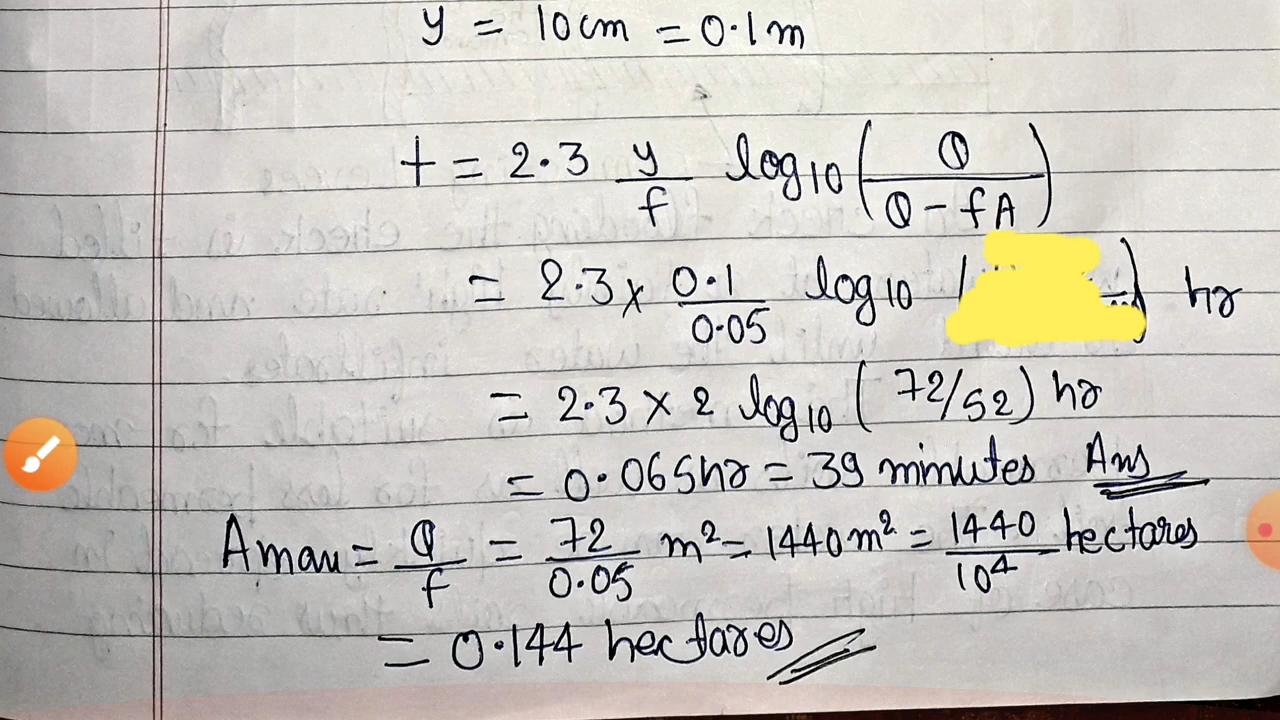 y = 10cm = 0.1m
t = 2.3 y/f log10 (Q/(Q - fA))
= 2.3 x 0.1/0.05 log10 ( ) hr
= 2.3 x 2 log10 (72/52) hr
= 0.065hr = 39 minutes Ans
Amax = Q/f = 72/0.05 m² = 1440m² = 1440/10⁴ hectares
= 0.144 hectares